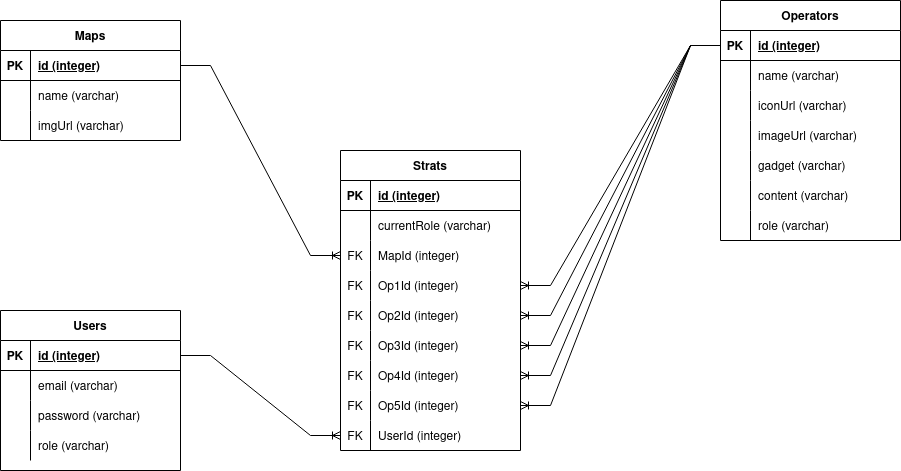 Maps
PK id (integer)
name (varchar)
imgUrl (varchar)
Users
PK id (integer)
email (varchar)
password (varchar)
role (varchar)
Strats
PK id (integer)
currentRole (varchar)
FK MapId (integer)
FK Op1Id (integer)
FK Op2Id (integer)
FK Op3Id (integer)
FK Op4Id (integer)
FK Op5Id (integer)
FK UserId (integer)
Operators
PK id (integer)
name (varchar)
iconUrl (varchar)
imageUrl (varchar)
gadget (varchar)
content (varchar)
role (varchar)